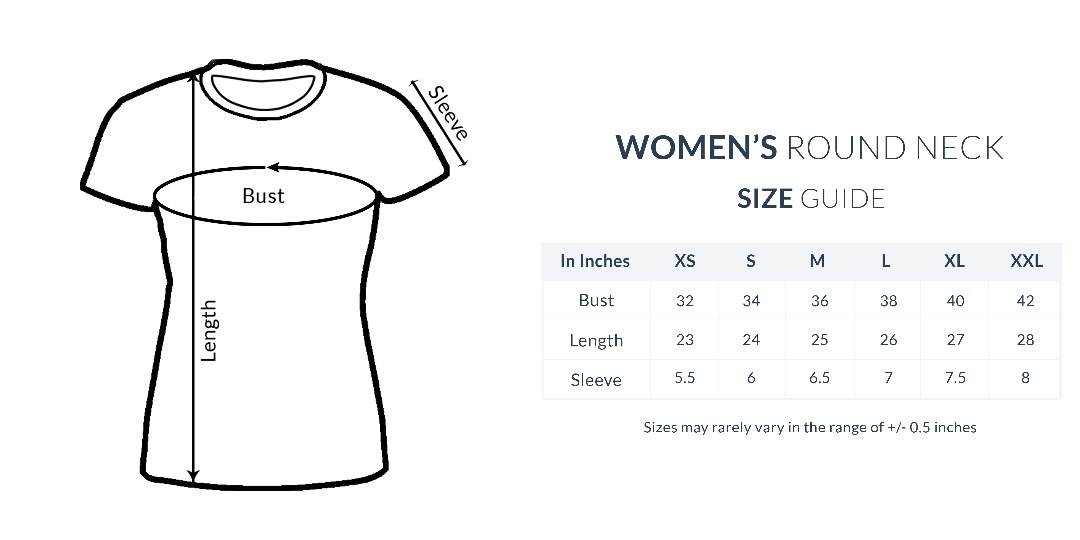 Sleeve
Bust
Length
WOMEN'S ROUND NECK
SIZE GUIDE
In Inches XS S M L XL XXL
Bust 32 34 36 38 40 42
Length 23 24 25 26 27 28
Sleeve 5.5 6 6.5 7 7.5 8
Sizes may rarely vary in the range of +/- 0.5 inches